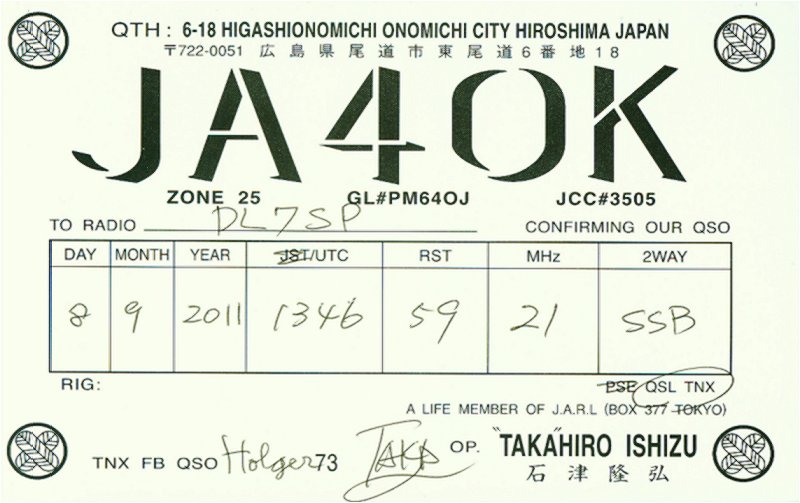 QTH : 6-18 HIGASHIONOMICHI ONOMICHI CITY HIROSHIMA JAPAN
〒722-0051 広島県尾道市東尾道6番地18
JA4OK
ZONE 25 GL#PM64OJ JCC#3505
TO RADIO DL7SP CONFIRMING OUR QSO
DAY MONTH YEAR JST/UTC RST MHz 2WAY
8 9 2011 1346 59 21 SSB
RIG: PSE QSL TNX
A LIFE MEMBER OF J.A.R.L (BOX 377 TOKYO)
TNX FB QSO Holger 73 TAKA OP. "TAKA"HIRO ISHIZU
石津隆弘